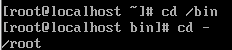 [root@localhost ~]# cd /bin
[root@localhost bin]# cd -
/root